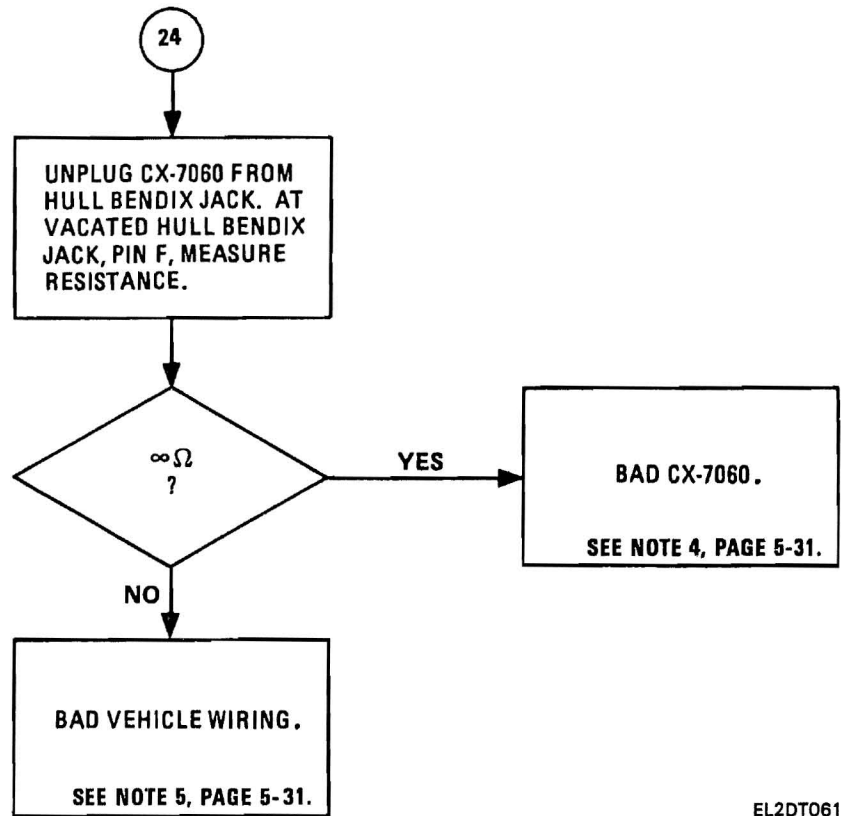 24
UNPLUG CX-7060 FROM
HULL BENDIX JACK. AT
VACATED HULL BENDIX
JACK, PIN F, MEASURE
RESISTANCE.
∞ Ω
?
YES
BAD CX-7060.
SEE NOTE 4, PAGE 5-31.
NO
BAD VEHICLE WIRING.
SEE NOTE 5, PAGE 5-31.
EL2DT061